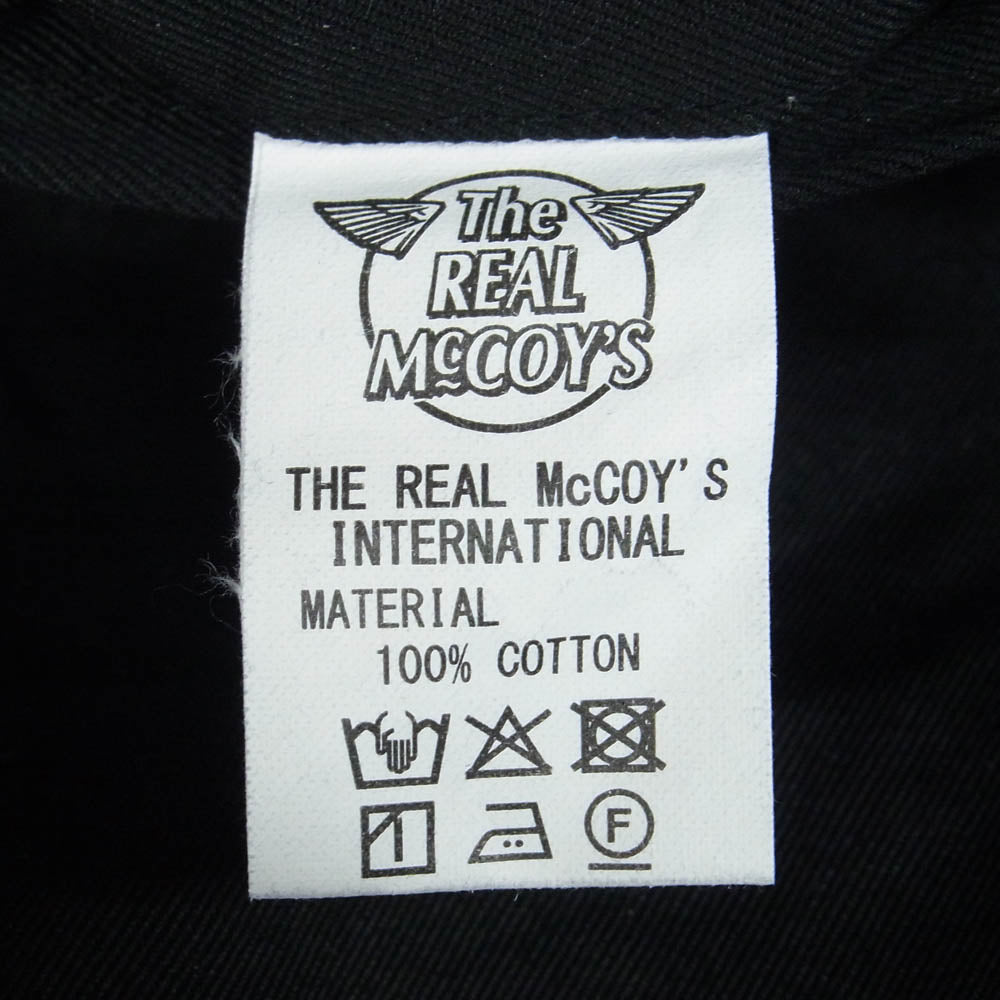 The
REAL
McCOY'S
THE REAL McCOY'S
INTERNATIONAL
MATERIAL
100% COTTON
F